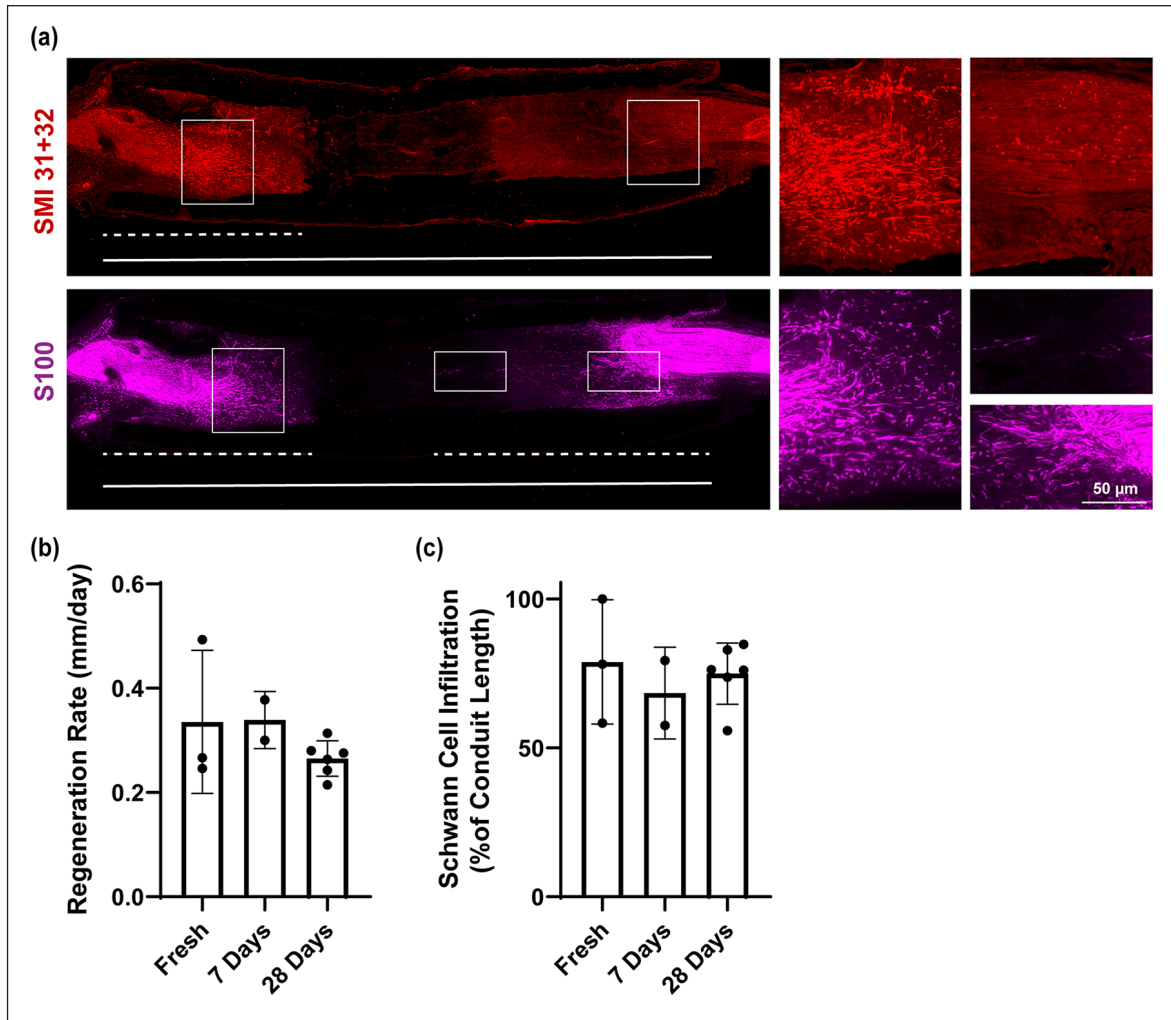 (a)
SMI 31+32
S100
50 µm
(b)
Regeneration Rate (mm/day)
0.6
0.4
0.2
0.0
Fresh
7 Days
28 Days
(c)
Schwann Cell Infiltration
(%of Conduit Length)
100
50
0
Fresh
7 Days
28 Days